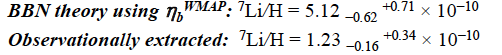 BBN theory using ηb^WMAP: ⁷Li/H = 5.12 −0.62 +0.71 × 10⁻¹⁰
Observationally extracted: ⁷Li/H = 1.23 −0.16 +0.34 × 10⁻¹⁰